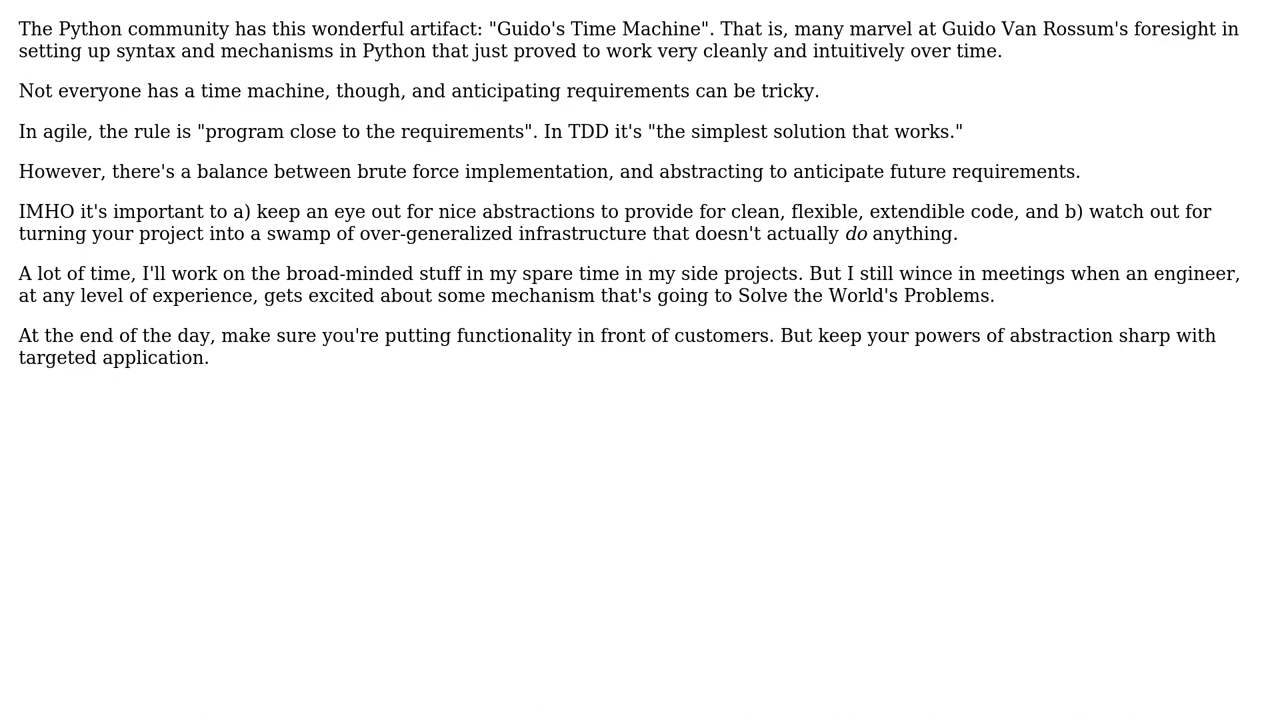 The Python community has this wonderful artifact: "Guido's Time Machine". That is, many marvel at Guido Van Rossum's foresight in
setting up syntax and mechanisms in Python that just proved to work very cleanly and intuitively over time.
Not everyone has a time machine, though, and anticipating requirements can be tricky.
In agile, the rule is "program close to the requirements". In TDD it's "the simplest solution that works."
However, there's a balance between brute force implementation, and abstracting to anticipate future requirements.
IMHO it's important to a) keep an eye out for nice abstractions to provide for clean, flexible, extendible code, and b) watch out for
turning your project into a swamp of over-generalized infrastructure that doesn't actually do anything.
A lot of time, I'll work on the broad-minded stuff in my spare time in my side projects. But I still wince in meetings when an engineer,
at any level of experience, gets excited about some mechanism that's going to Solve the World's Problems.
At the end of the day, make sure you're putting functionality in front of customers. But keep your powers of abstraction sharp with
targeted application.